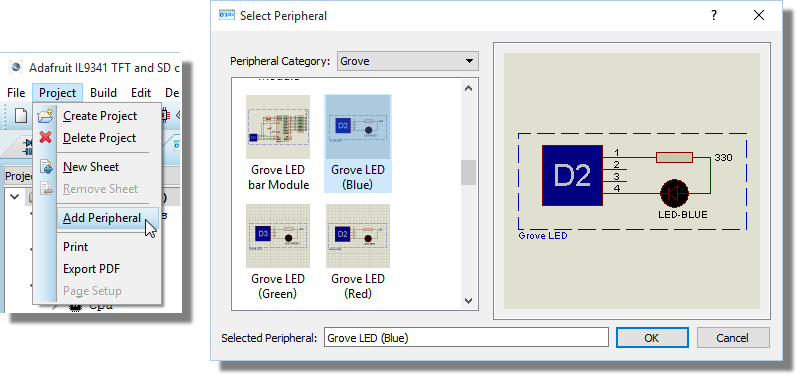 Adafruit IL9341 TFT and SD c
File Project Build Edit De
Create Project
Delete Project
New Sheet
Remove Sheet
Add Peripheral
Print
Export PDF
Page Setup
Projec
Select Peripheral
? ×
Peripheral Category: Grove
Module
Grove LED
bar Module
Grove LED
(Blue)
D3
Grove LED
(Green)
D2
Grove LED
(Red)
D2
1
2
3
4
330
LED-BLUE
Grove LED
Selected Peripheral: Grove LED (Blue)
OK
Cancel